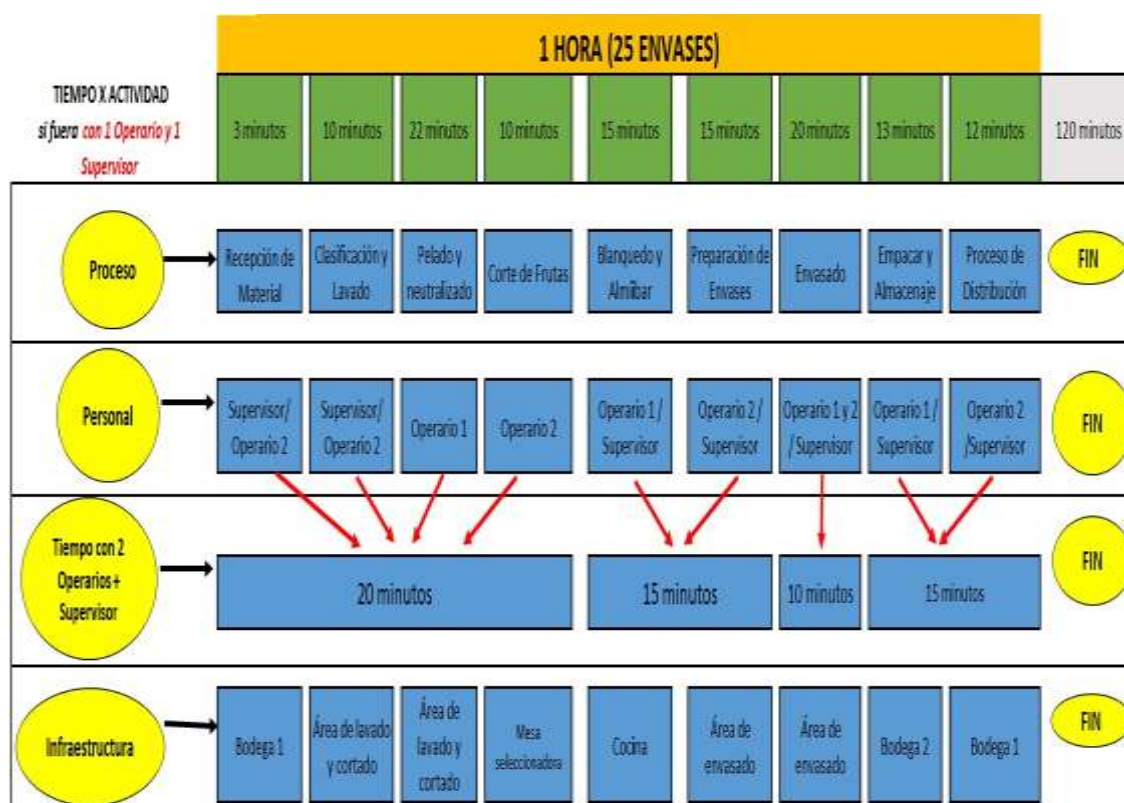 1 HORA (25 ENVASES)
TIEMPO X ACTIVIDAD
si fuera con 1 Operario y 1
Supervisor
3 minutos
10 minutos
22 minutos
10 minutos
15 minutos
15 minutos
20 minutos
13 minutos
12 minutos
120 minutos
Proceso
Recepción de
Material
Clasificación y
Lavado
Pelado y
neutralizado
Corte de Frutas
Blanquedo y
Almíbar
Preparación de
Envases
Envasado
Empacar y
Almacenaje
Proceso de
Distribución
FIN
Personal
Supervisor/
Operario 2
Supervisor/
Operario 2
Operario 1
Operario 2
Operario 1 /
Supervisor
Operario 2 /
Supervisor
Operario 1 y 2
/ Supervisor
Operario 1 /
Supervisor
Operario 2
/Supervisor
FIN
Tiempo con 2
Operarios +
Supervisor
20 minutos
15 minutos
10 minutos
15 minutos
FIN
Infraestructura
Bodega 1
Área de lavado
y cortado
Área de
lavado y
cortado
Mesa
seleccionadora
Cocina
Área de
envasado
Área de
envasado
Bodega 2
Bodega 1
FIN